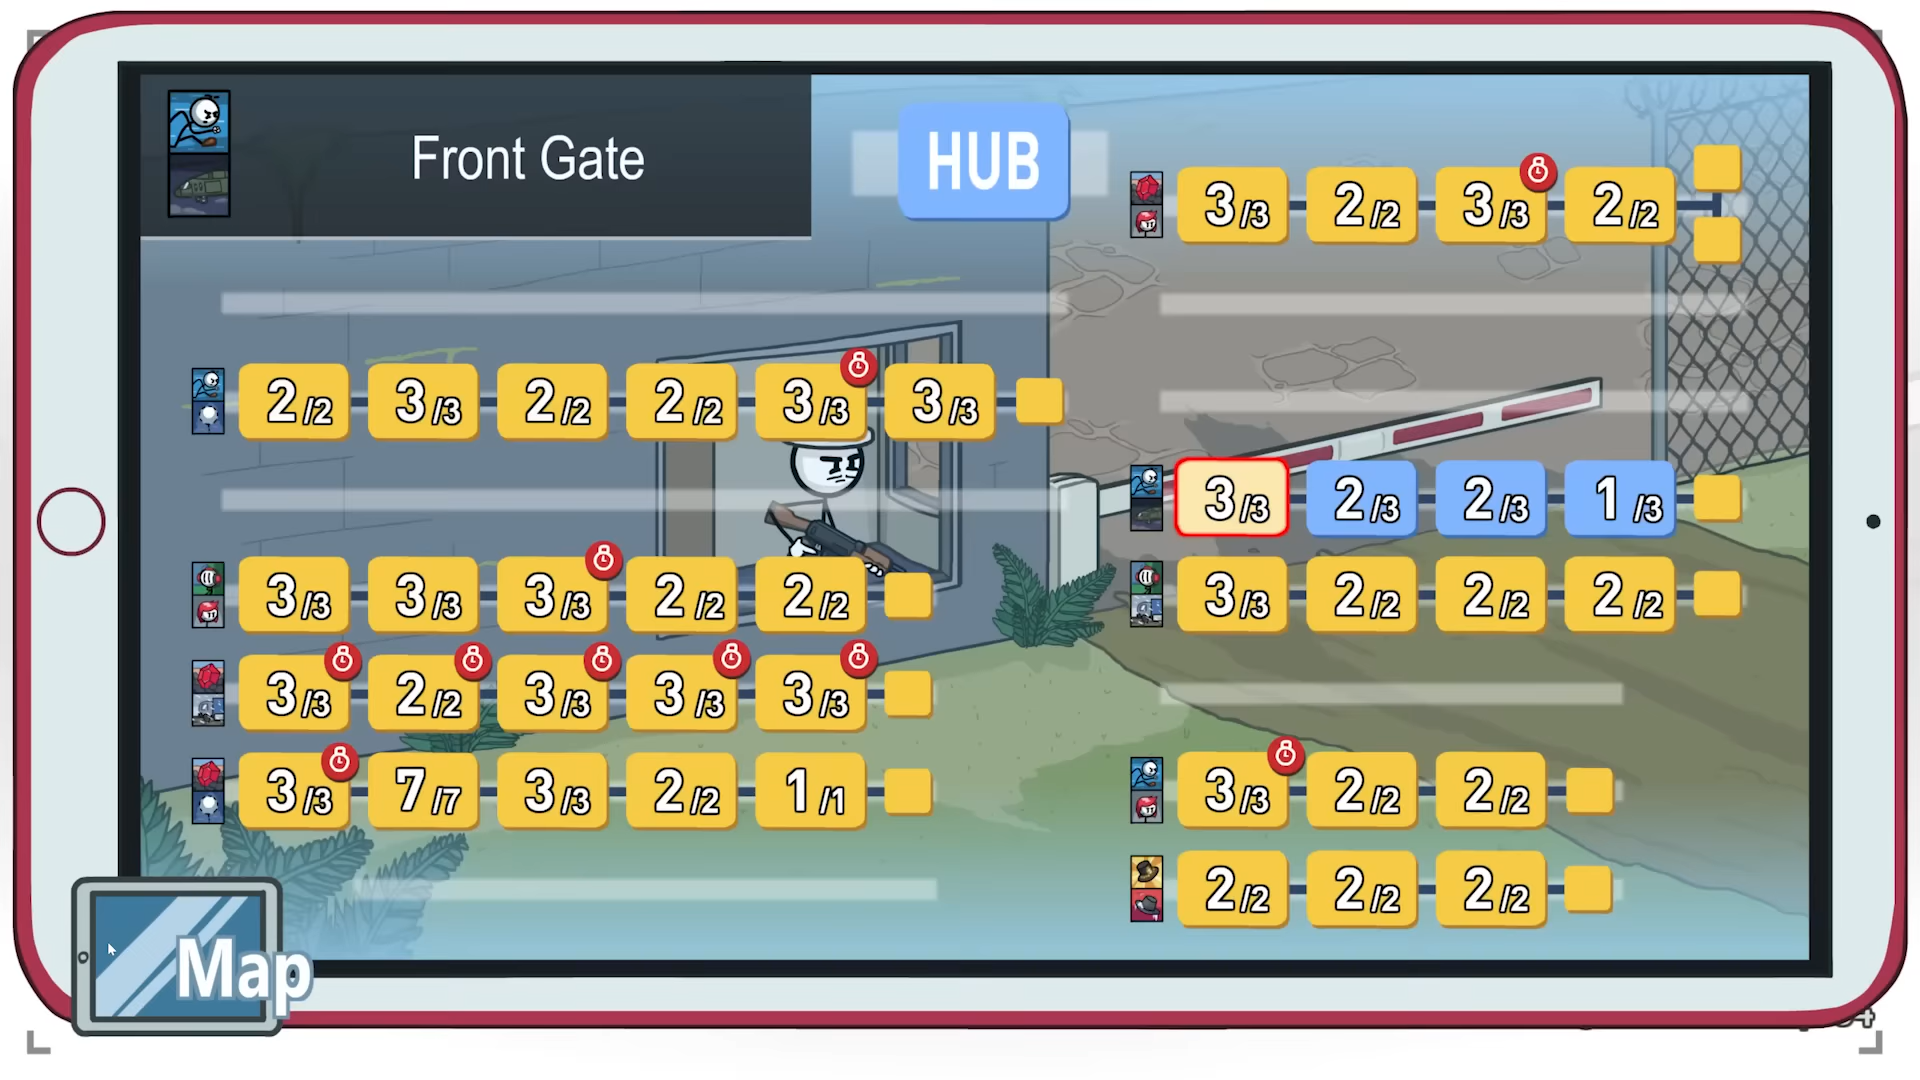 Front Gate
HUB
3/3 2/2 3/3 2/2
2/2 3/3 2/2 2/2 3/3 3/3
3/3 2/3 2/3 1/3
3/3 3/3 3/3 2/2 2/2
3/3 2/2 2/2 2/2
3/3 2/2 3/3 3/3 3/3
3/3 7/7 3/3 2/2 1/1
3/3 2/2 2/2
2/2 2/2 2/2
Map